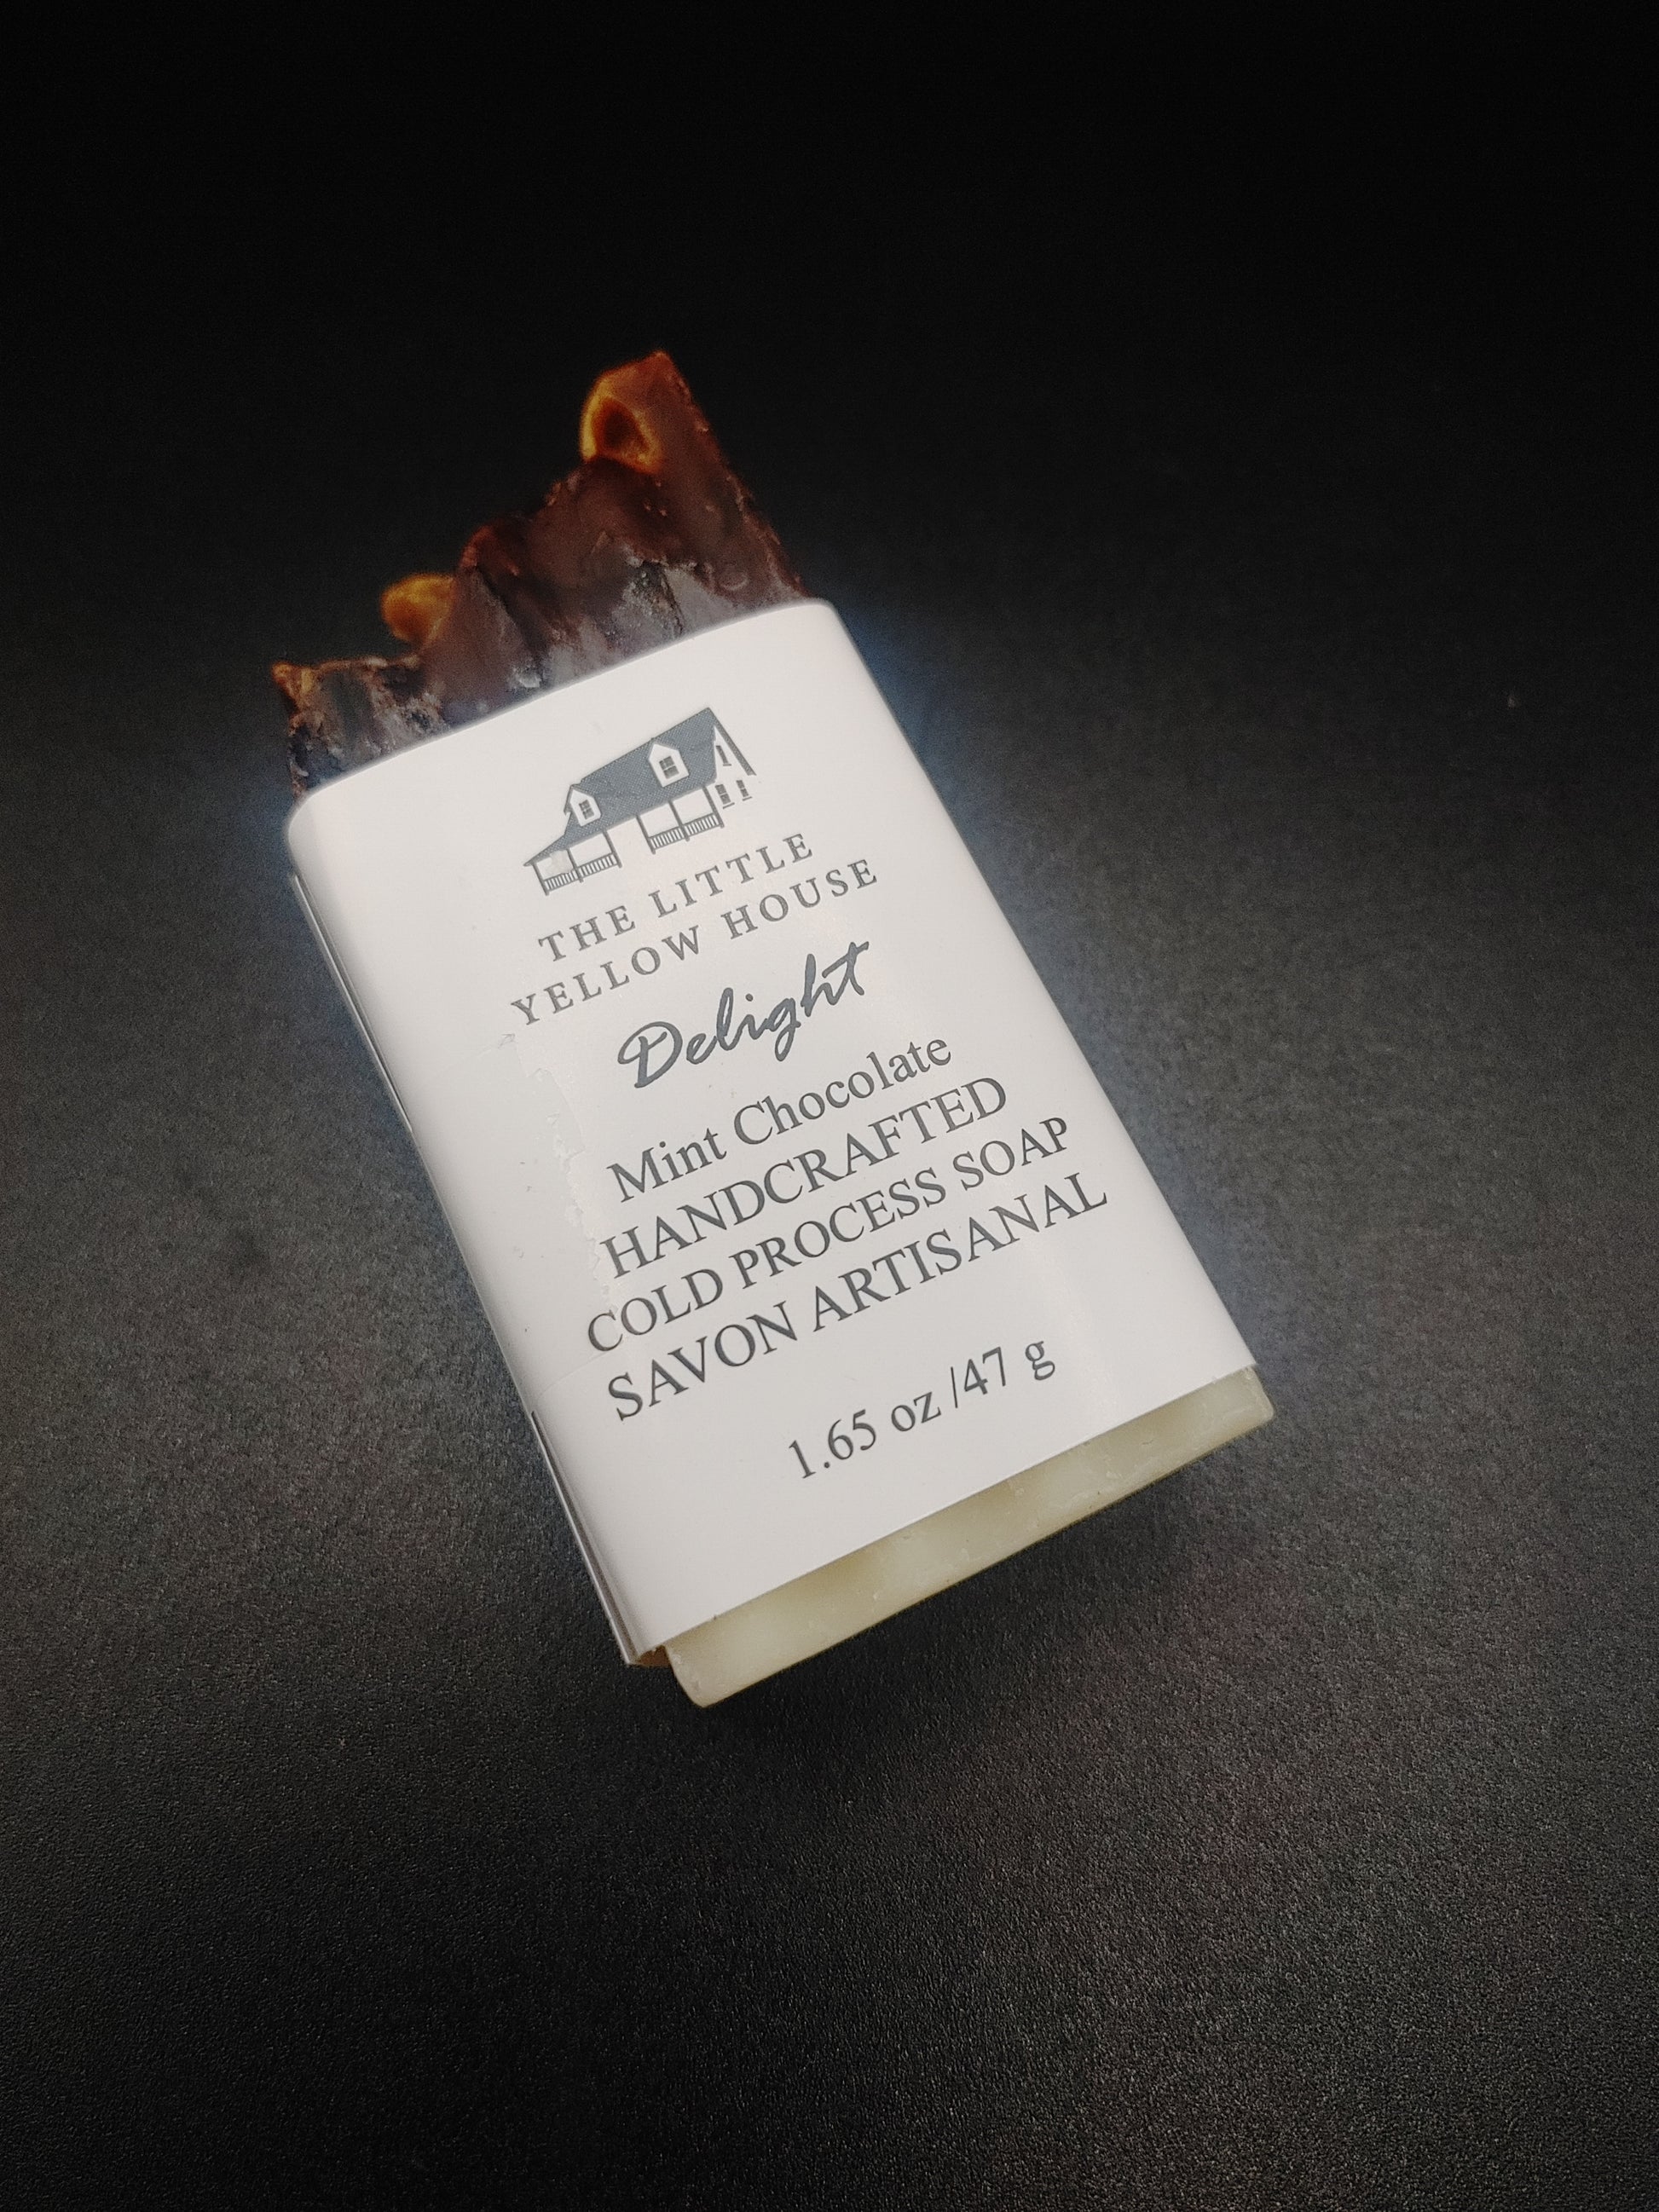 THE LITTLE
YELLOW HOUSE
Delight
Mint Chocolate
HANDCRAFTED
COLD PROCESS SOAP
SAVON ARTISANAL
1.65 oz /47 g